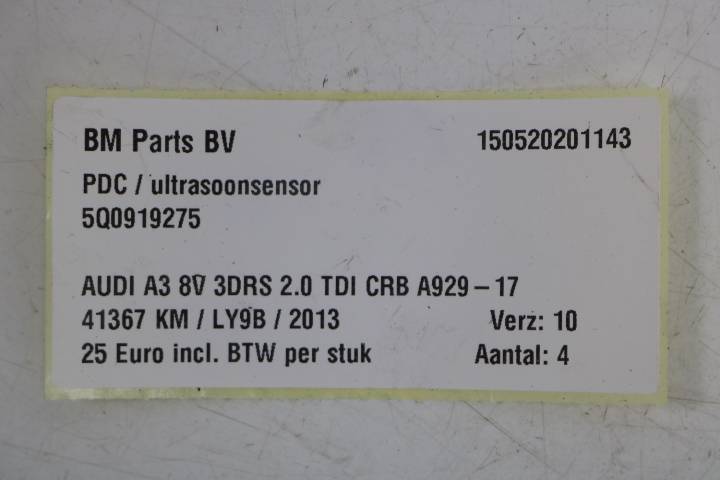 BM Parts BV 150520201143
PDC / ultrasoonsensor
5Q0919275
AUDI A3 8V 3DRS 2.0 TDI CRB A929-17
41367 KM / LY9B / 2013 Verz: 10
25 Euro incl. BTW per stuk Aantal: 4